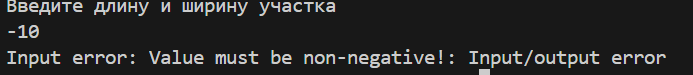 Введите длину и ширину участка
-10
Input error: Value must be non-negative!: Input/output error